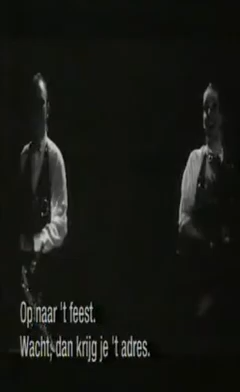 Op naar 't feest.
Wacht, dan krijg je 't adres.